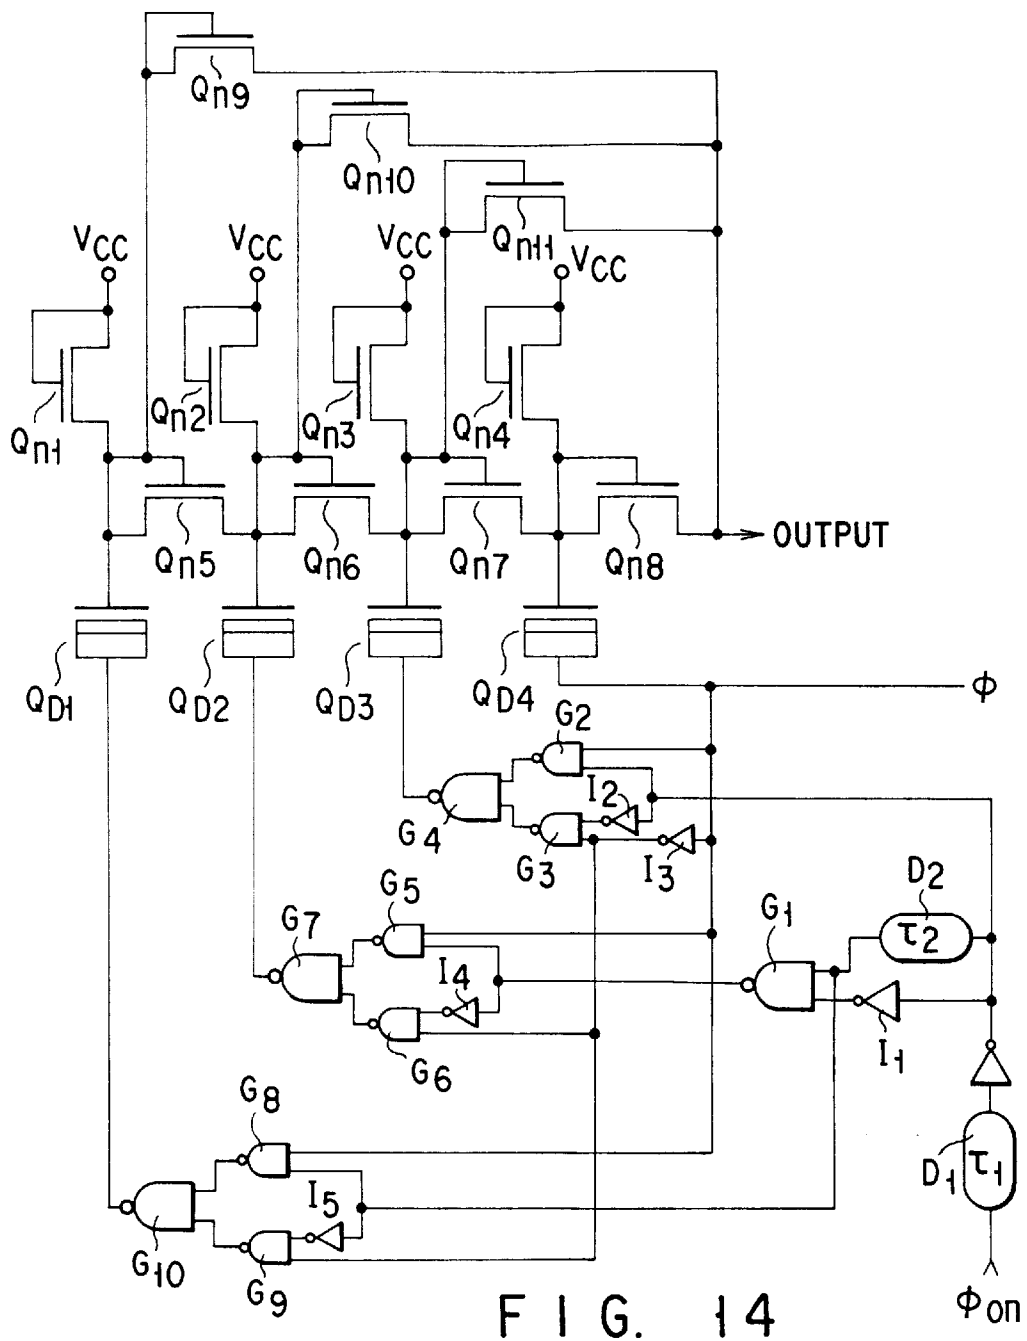 Qn9
Qn10
Qn11
VCC VCC VCC VCC
Qn1 Qn2 Qn3 Qn4
Qn5 Qn6 Qn7 Qn8 OUTPUT
QD1 QD2 QD3 QD4 Φ
G2
I2
G4 G3 I3
D2
G5 G1 τ2
G7
I4
G6 I1
G8
D1 τ1
I5
G10 G9
Φon
FIG. 14